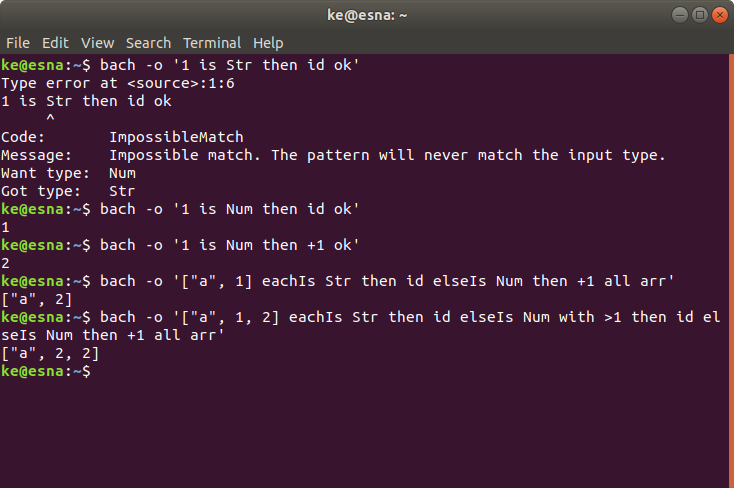 ke@esna: ~
File Edit View Search Terminal Help
ke@esna:~$ bach -o '1 is Str then id ok'
Type error at <source>:1:6
1 is Str then id ok
     ^
Code:       ImpossibleMatch
Message:    Impossible match. The pattern will never match the input type.
Want type:  Num
Got type:   Str
ke@esna:~$ bach -o '1 is Num then id ok'
1
ke@esna:~$ bach -o '1 is Num then +1 ok'
2
ke@esna:~$ bach -o '["a", 1] eachIs Str then id elseIs Num then +1 all arr'
["a", 2]
ke@esna:~$ bach -o '["a", 1, 2] eachIs Str then id elseIs Num with >1 then id el
seIs Num then +1 all arr'
["a", 2, 2]
ke@esna:~$